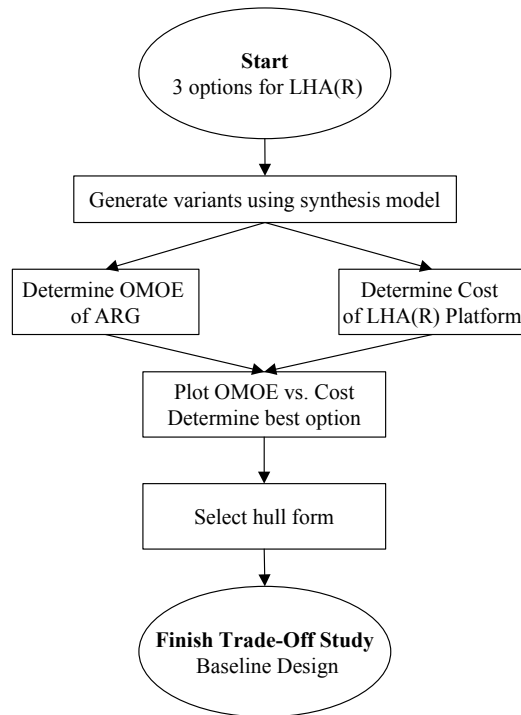 Start
3 options for LHA(R)
Generate variants using synthesis model
Determine OMOE
of ARG
Determine Cost
of LHA(R) Platform
Plot OMOE vs. Cost
Determine best option
Select hull form
Finish Trade-Off Study
Baseline Design